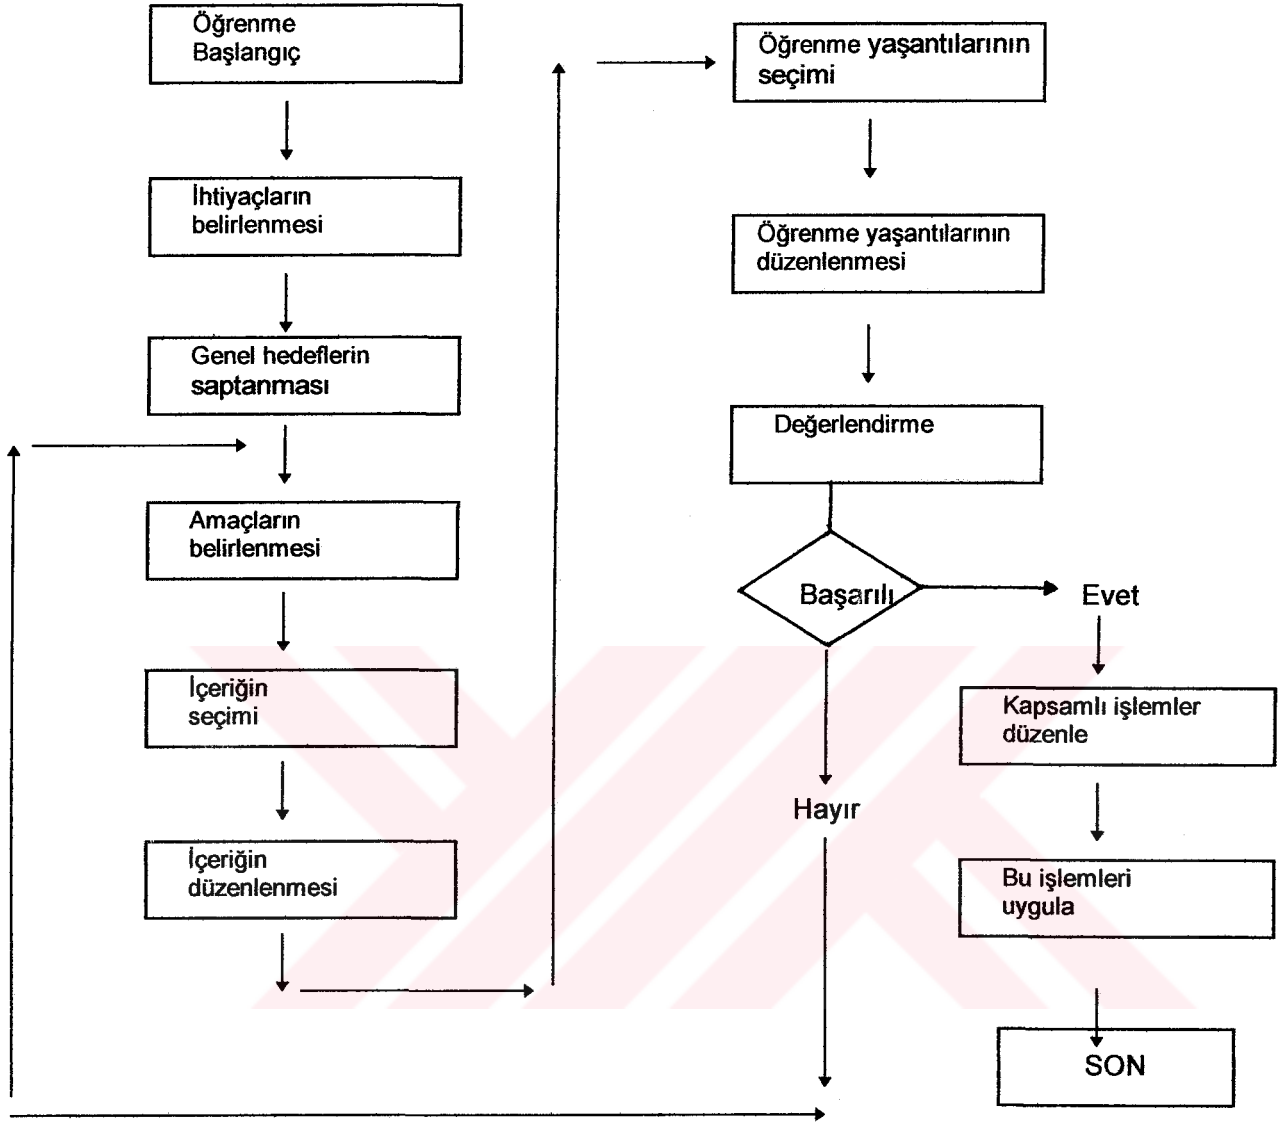 Öğrenme
Başlangıç
İhtiyaçların
belirlenmesi
Genel hedeflerin
saptanması
Amaçların
belirlenmesi
İçeriğin
seçimi
İçeriğin
düzenlenmesi
Öğrenme yaşantılarının
seçimi
Öğrenme yaşantılarının
düzenlenmesi
Değerlendirme
Başarılı
Evet
Hayır
Kapsamlı işlemler
düzenle
Bu işlemleri
uygula
SON